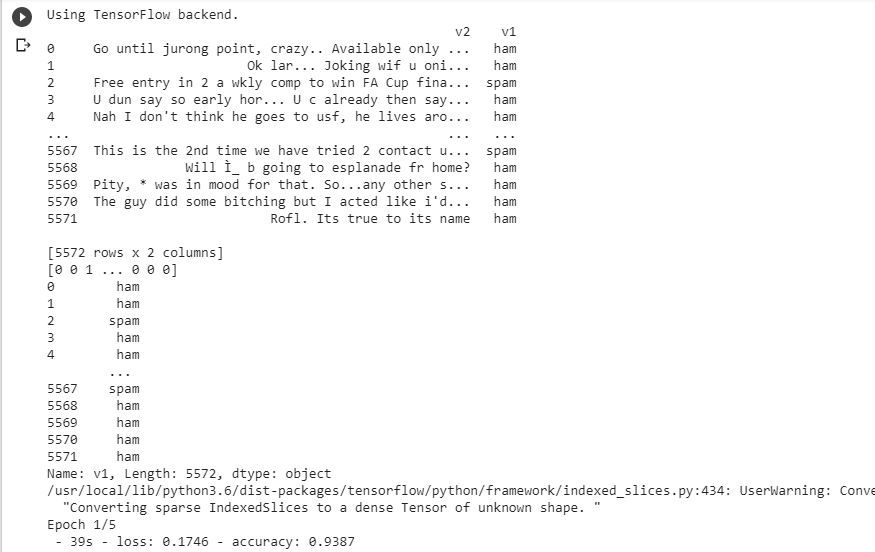 Using TensorFlow backend.
v2 v1
0 Go until jurong point, crazy.. Available only ... ham
1 Ok lar... Joking wif u oni... ham
2 Free entry in 2 a wkly comp to win FA Cup fina... spam
3 U dun say so early hor... U c already then say... ham
4 Nah I don't think he goes to usf, he lives aro... ham
... ... ...
5567 This is the 2nd time we have tried 2 contact u... spam
5568 Will Ì_ b going to esplanade fr home? ham
5569 Pity, * was in mood for that. So...any other s... ham
5570 The guy did some bitching but I acted like i'd... ham
5571 Rofl. Its true to its name ham
[5572 rows x 2 columns]
[0 0 1 ... 0 0 0]
0 ham
1 ham
2 spam
3 ham
4 ham
...
5567 spam
5568 ham
5569 ham
5570 ham
5571 ham
Name: v1, Length: 5572, dtype: object
/usr/local/lib/python3.6/dist-packages/tensorflow/python/framework/indexed_slices.py:434: UserWarning: Conve
"Converting sparse IndexedSlices to a dense Tensor of unknown shape. "
Epoch 1/5
- 39s - loss: 0.1746 - accuracy: 0.9387